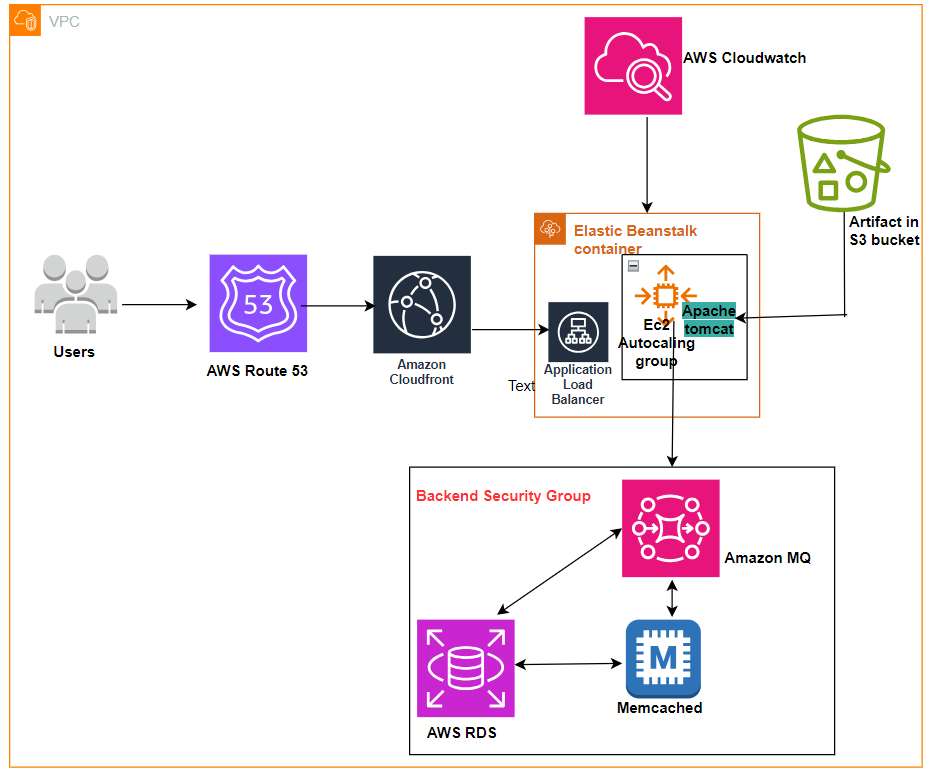 VPC
AWS Cloudwatch
Artifact in
S3 bucket
Elastic Beanstalk
container
Users
53
AWS Route 53
Amazon
Cloudfront
Text
Application
Load
Balancer
Apache
tomcat
Ec2
Autocaling
group
Backend Security Group
Amazon MQ
M
Memcached
AWS RDS